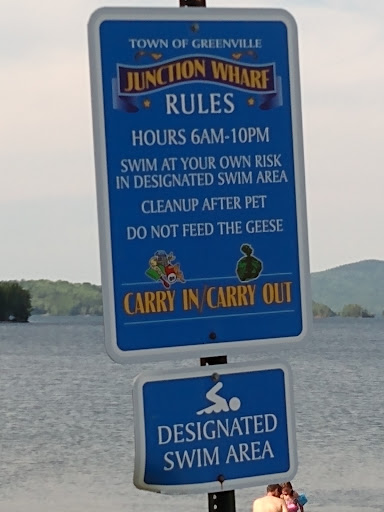 TOWN OF GREENVILLE
JUNCTION WHARF
RULES
HOURS 6AM-10PM
SWIM AT YOUR OWN RISK
IN DESIGNATED SWIM AREA
CLEANUP AFTER PET
DO NOT FEED THE GEESE
CARRY IN/CARRY OUT
DESIGNATED
SWIM AREA